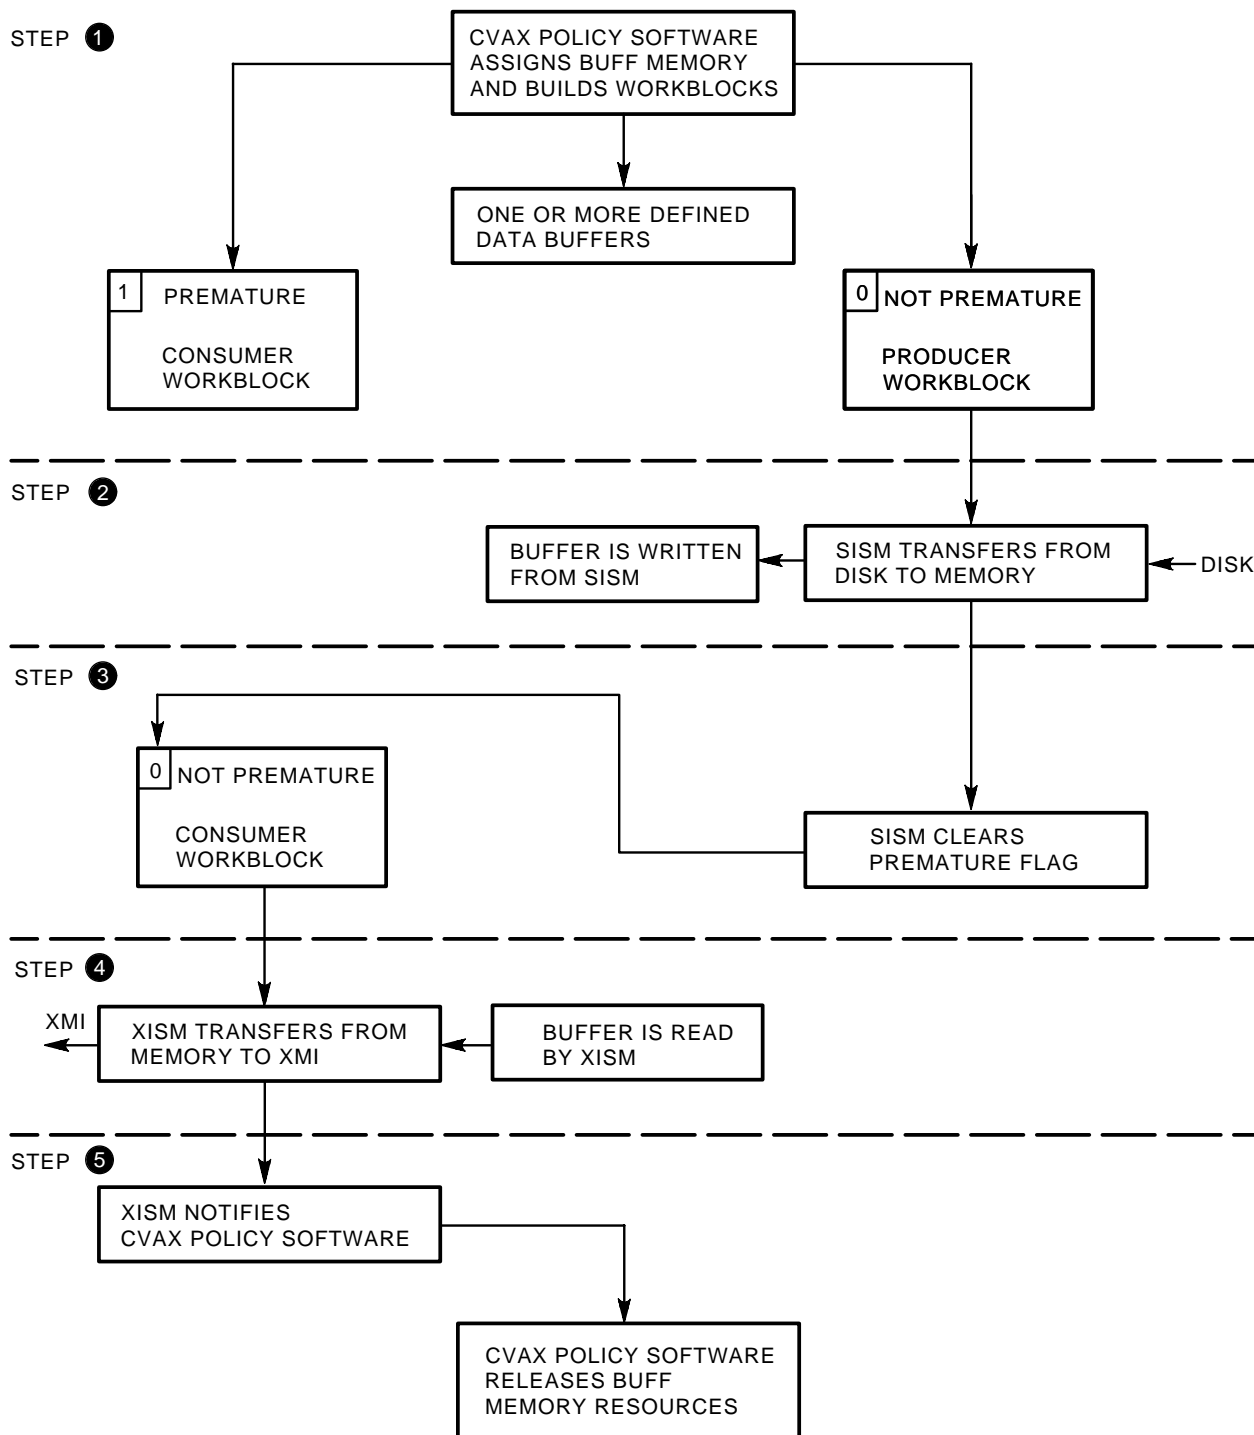 STEP 1
CVAX POLICY SOFTWARE
ASSIGNS BUFF MEMORY
AND BUILDS WORKBLOCKS
ONE OR MORE DEFINED
DATA BUFFERS
1 PREMATURE
CONSUMER
WORKBLOCK
0 NOT PREMATURE
PRODUCER
WORKBLOCK
STEP 2
BUFFER IS WRITTEN
FROM SISM
SISM TRANSFERS FROM
DISK TO MEMORY
DISK
STEP 3
0 NOT PREMATURE
CONSUMER
WORKBLOCK
SISM CLEARS
PREMATURE FLAG
STEP 4
XMI
XISM TRANSFERS FROM
MEMORY TO XMI
BUFFER IS READ
BY XISM
STEP 5
XISM NOTIFIES
CVAX POLICY SOFTWARE
CVAX POLICY SOFTWARE
RELEASES BUFF
MEMORY RESOURCES